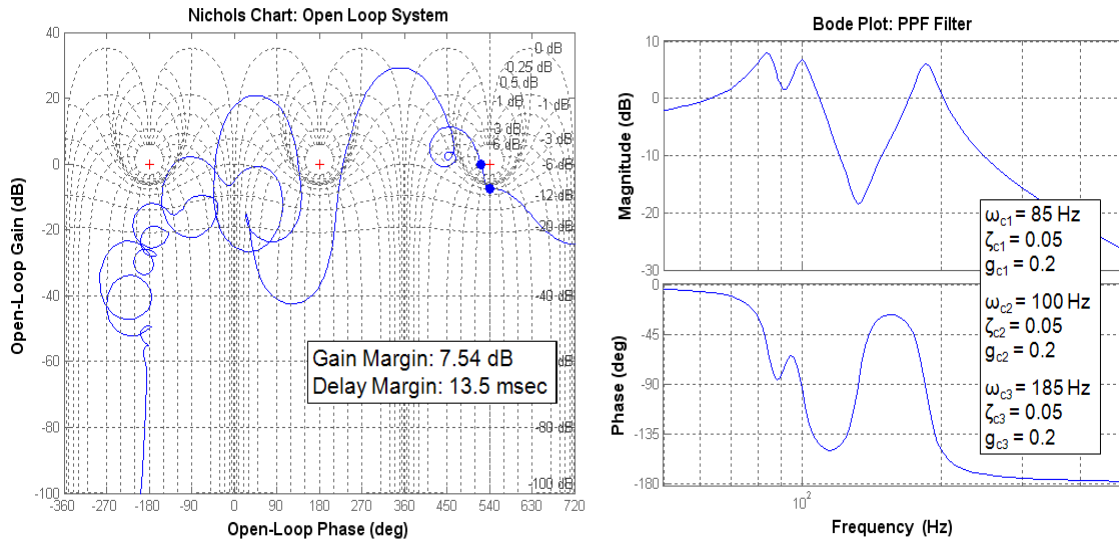 Nichols Chart: Open Loop System
Open-Loop Gain (dB)
40
20
0
-20
-40
-60
-80
-100
0 dB
0.25 dB
0.5 dB
-1 dB
-1 dB
-3 dB
-3 dB
6 dB
-6 dB
-12 dB
-20 dB
-40 dB
-60 dB
-80 dB
-100 dB
Gain Margin: 7.54 dB
Delay Margin: 13.5 msec
-360 -270 -180 -90 0 90 180 270 360 450 540 630 720
Open-Loop Phase (deg)
Bode Plot: PPF Filter
Magnitude (dB)
10
0
-10
-20
-30
Phase (deg)
0
-45
-90
-135
-180
10²
Frequency (Hz)
ωc1 = 85 Hz
ζc1 = 0.05
gc1 = 0.2
ωc2 = 100 Hz
ζc2 = 0.05
gc2 = 0.2
ωc3 = 185 Hz
ζc3 = 0.05
gc3 = 0.2